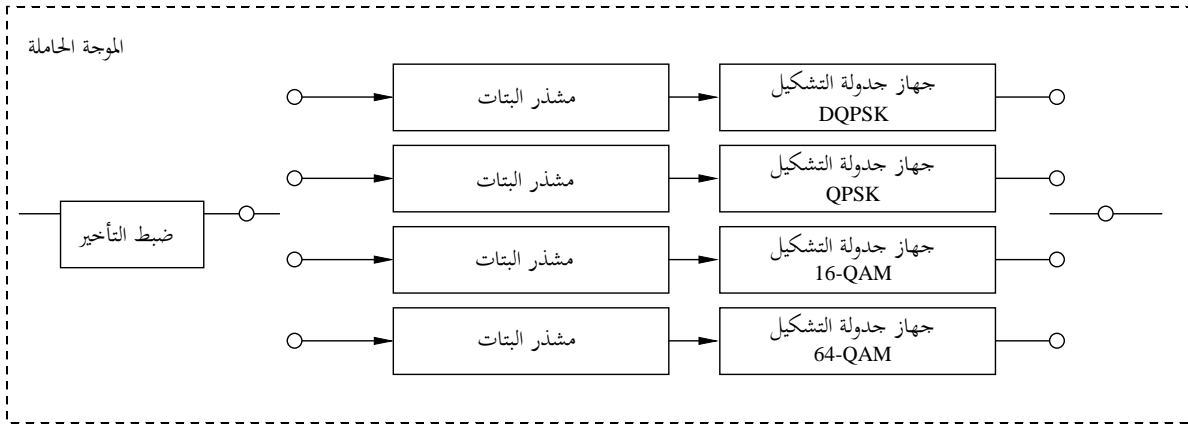 الموجة الحاملة
مشذر البتات
جهاز جدولة التشكيل
DQPSK
مشذر البتات
جهاز جدولة التشكيل
QPSK
ضبط التأخير
مشذر البتات
جهاز جدولة التشكيل
16-QAM
مشذر البتات
جهاز جدولة التشكيل
64-QAM